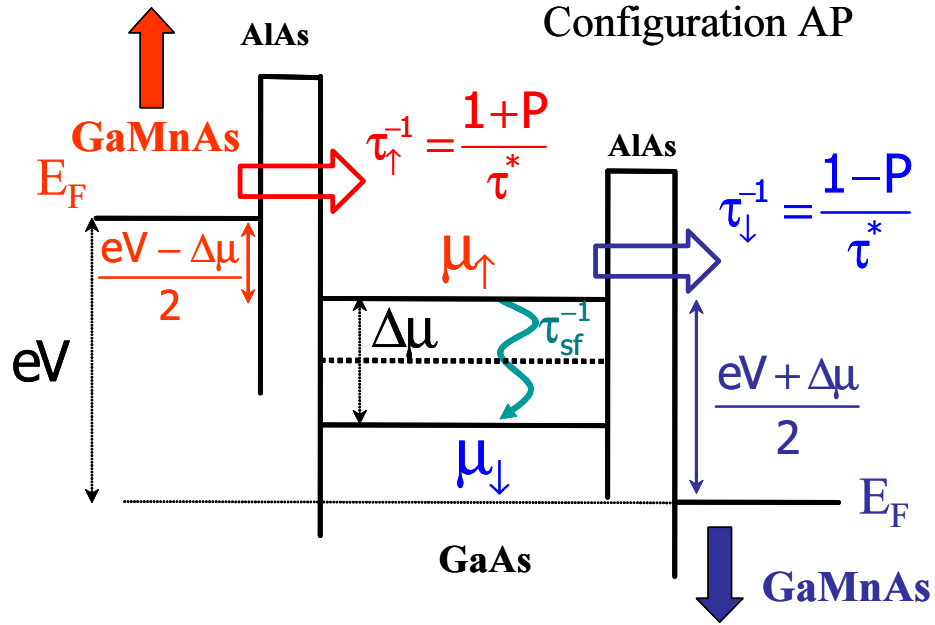 Configuration AP
AlAs
GaMnAs
E_F
τ↑⁻¹ = (1+P)/τ*
AlAs
τ↓⁻¹ = (1−P)/τ*
(eV − Δμ)/2
μ↑
eV
Δμ
τsf⁻¹
(eV + Δμ)/2
μ↓
E_F
GaAs
GaMnAs